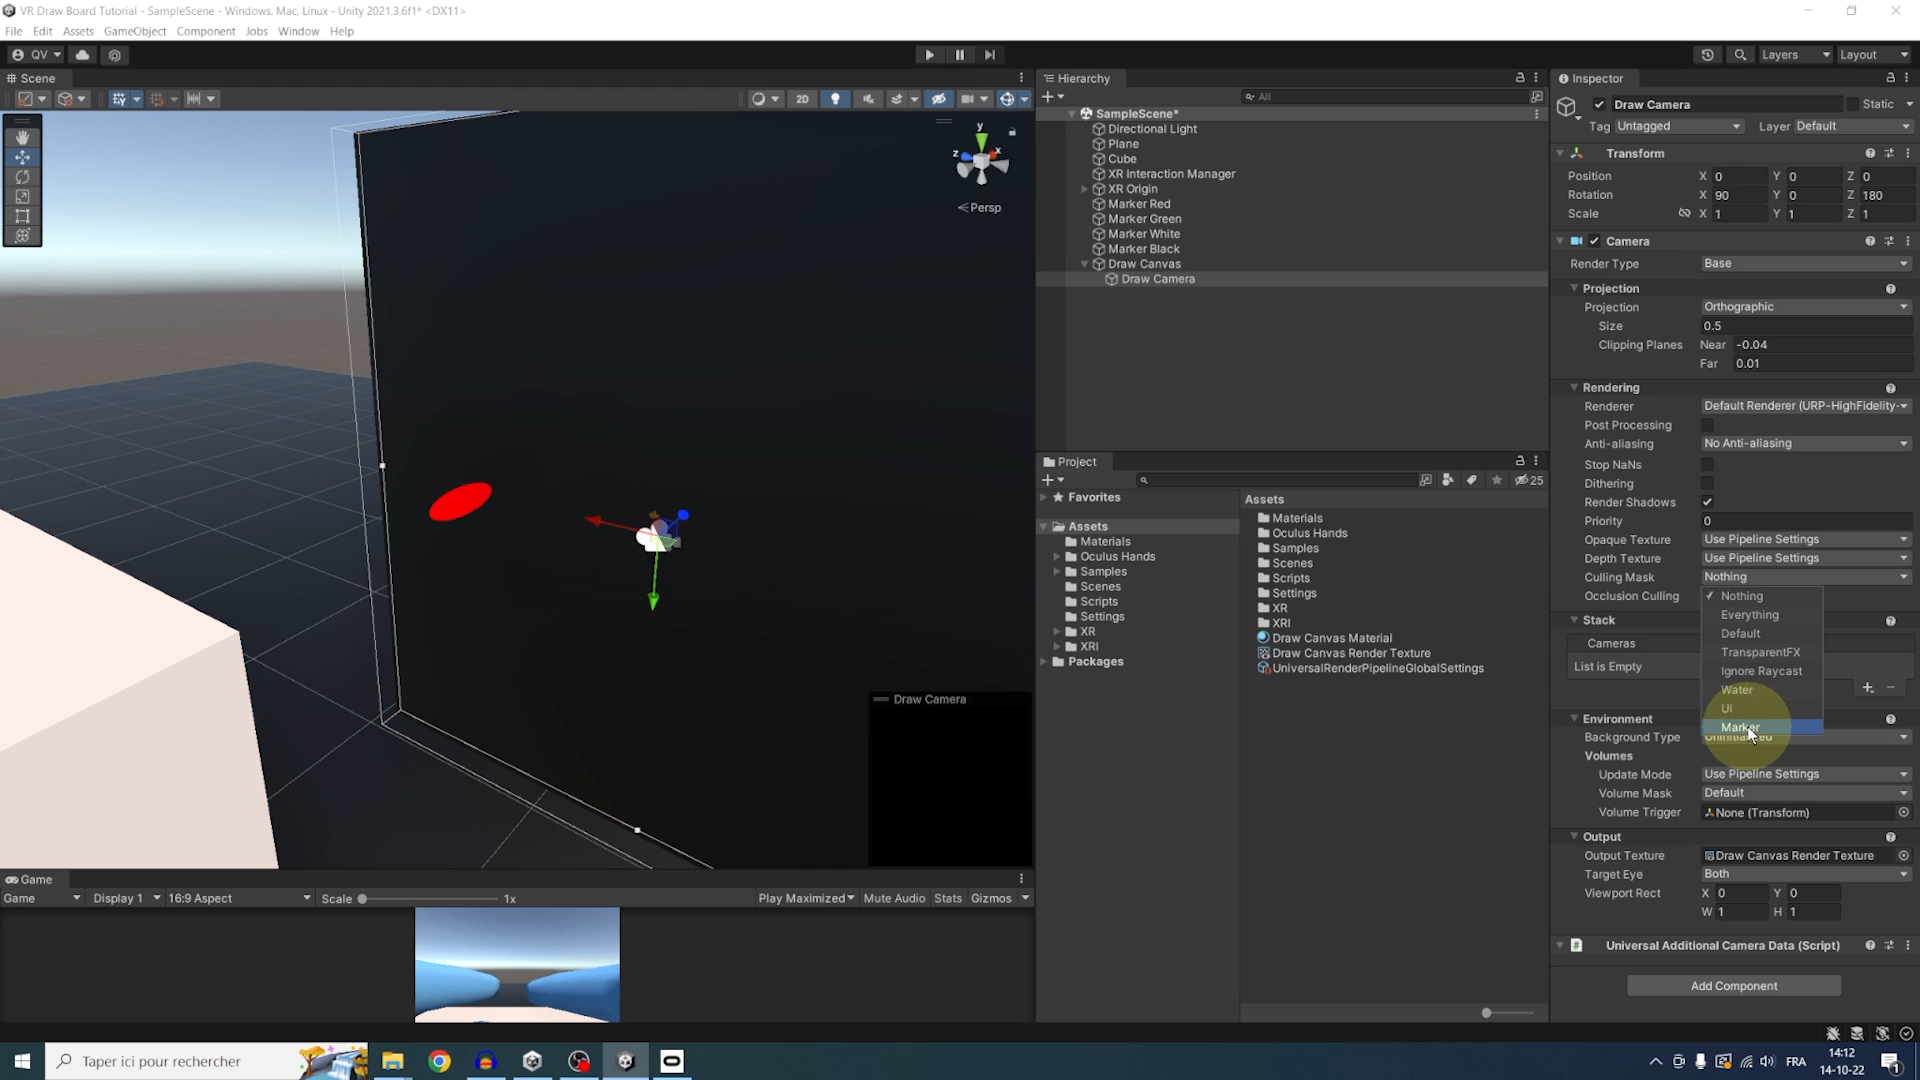 VR Draw Board Tutorial - SampleScene - Windows, Mac, Linux - Unity 2021.3.6f1* <DX11>
File Edit Assets GameObject Component Jobs Window Help
QV
Layers
Layout
Scene
2D
y
x
z
Persp
Draw Camera
Game
Game
Display 1
16:9 Aspect
Scale
1x
Play Maximized
Mute Audio
Stats
Gizmos
Hierarchy
All
SampleScene*
Directional Light
Plane
Cube
XR Interaction Manager
XR Origin
Marker Red
Marker Green
Marker White
Marker Black
Draw Canvas
Draw Camera
Project
25
Favorites
Assets
Materials
Oculus Hands
Samples
Scenes
Scripts
Settings
XR
XRI
Packages
Assets
Materials
Oculus Hands
Samples
Scenes
Scripts
Settings
XR
XRI
Draw Canvas Material
Draw Canvas Render Texture
UniversalRenderPipelineGlobalSettings
Inspector
Draw Camera
Static
Tag Untagged Layer Default
Transform
Position X 0 Y 0 Z 0
Rotation X 90 Y 0 Z 180
Scale X 1 Y 1 Z 1
Camera
Render Type Base
Projection
Projection Orthographic
Size 0.5
Clipping Planes Near -0.04
Far 0.01
Rendering
Renderer Default Renderer (URP-HighFidelity-
Post Processing
Anti-aliasing No Anti-aliasing
Stop NaNs
Dithering
Render Shadows
Priority 0
Opaque Texture Use Pipeline Settings
Depth Texture Use Pipeline Settings
Culling Mask Nothing
Occlusion Culling
Nothing
Everything
Default
TransparentFX
Ignore Raycast
Water
UI
Marker
Stack
Cameras
List is Empty
Environment
Background Type Uninitialized
Volumes
Update Mode Use Pipeline Settings
Volume Mask Default
Volume Trigger None (Transform)
Output
Output Texture Draw Canvas Render Texture
Target Eye Both
Viewport Rect X 0 Y 0
W 1 H 1
Universal Additional Camera Data (Script)
Add Component
Taper ici pour rechercher
FRA
14:12
14-10-22
1